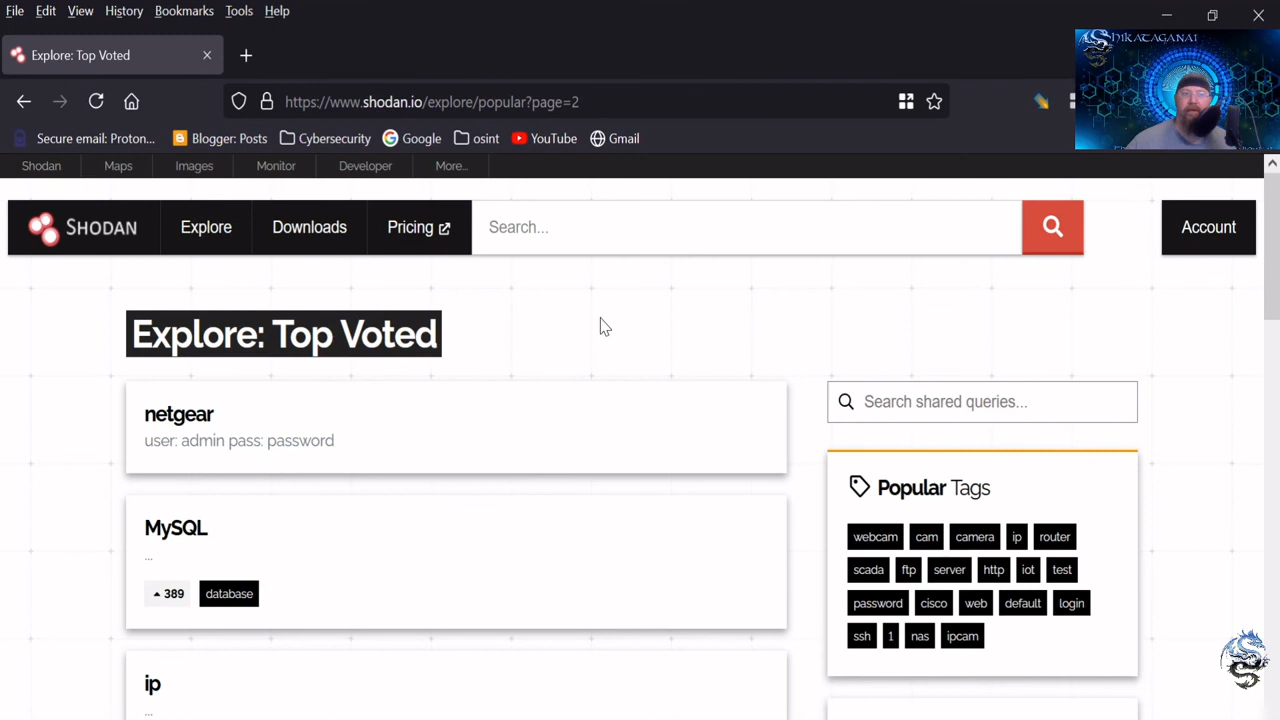 File Edit View History Bookmarks Tools Help
Explore: Top Voted
https://www.shodan.io/explore/popular?page=2
Secure email: Proton... Blogger: Posts Cybersecurity Google osint YouTube Gmail
Shodan Maps Images Monitor Developer More...
SHODAN Explore Downloads Pricing Search... Account
Explore: Top Voted
netgear
user: admin pass: password
MySQL
...
389 database
ip
...
Search shared queries...
Popular Tags
webcam cam camera ip router
scada ftp server http iot test
password cisco web default login
ssh 1 nas ipcam
SHIKATAGANAI